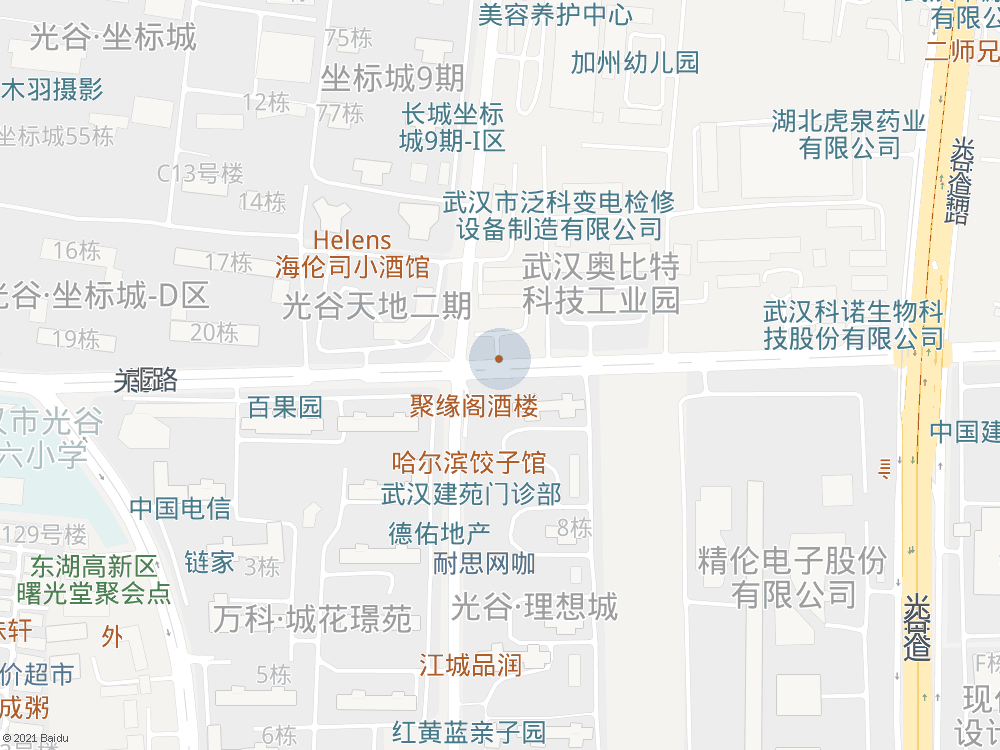 美容养护中心
有限公司
光谷·坐标城
75栋
二师兄
加州幼儿园
坐标城9期
木羽摄影
12栋
77栋
长城坐标
城9期-I区
坐标城55栋
湖北虎泉药业
有限公司
C13号楼
14栋
武汉市泛科变电检修
设备制造有限公司
Helens
海伦司小酒馆
16栋
17栋
武汉奥比特
科技工业园
光谷·坐标城-D区
光谷天地二期
武汉科诺生物科
技股份有限公司
19栋
20栋
百果园
聚缘阁酒楼
汉市光谷
六小学
中国建
哈尔滨饺子馆
武汉建苑门诊部
中国电信
129号楼
德佑地产
8栋
链家
3栋
耐思网咖
东湖高新区
曙光堂聚会点
精伦电子股份
有限公司
万科·城花璟苑
光谷·理想城
外
5栋
江城品润
价超市
成粥
6栋
红黄蓝亲子园
设计
© 2021 Baidu